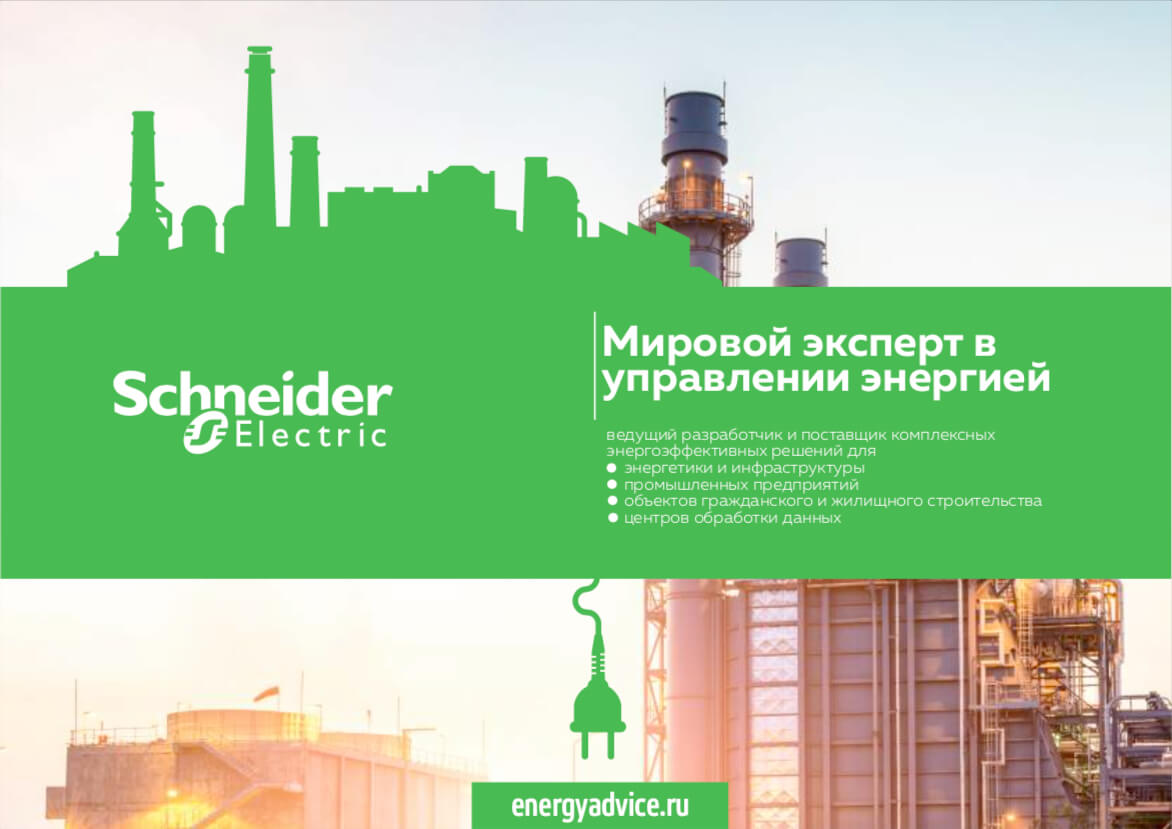 Schneider
Electric
Мировой эксперт в
управлении энергией
ведущий разработчик и поставщик комплексных
энергоэффективных решений для
● энергетики и инфраструктуры
● промышленных предприятий
● объектов гражданского и жилищного строительства
● центров обработки данных
energyadvice.ru